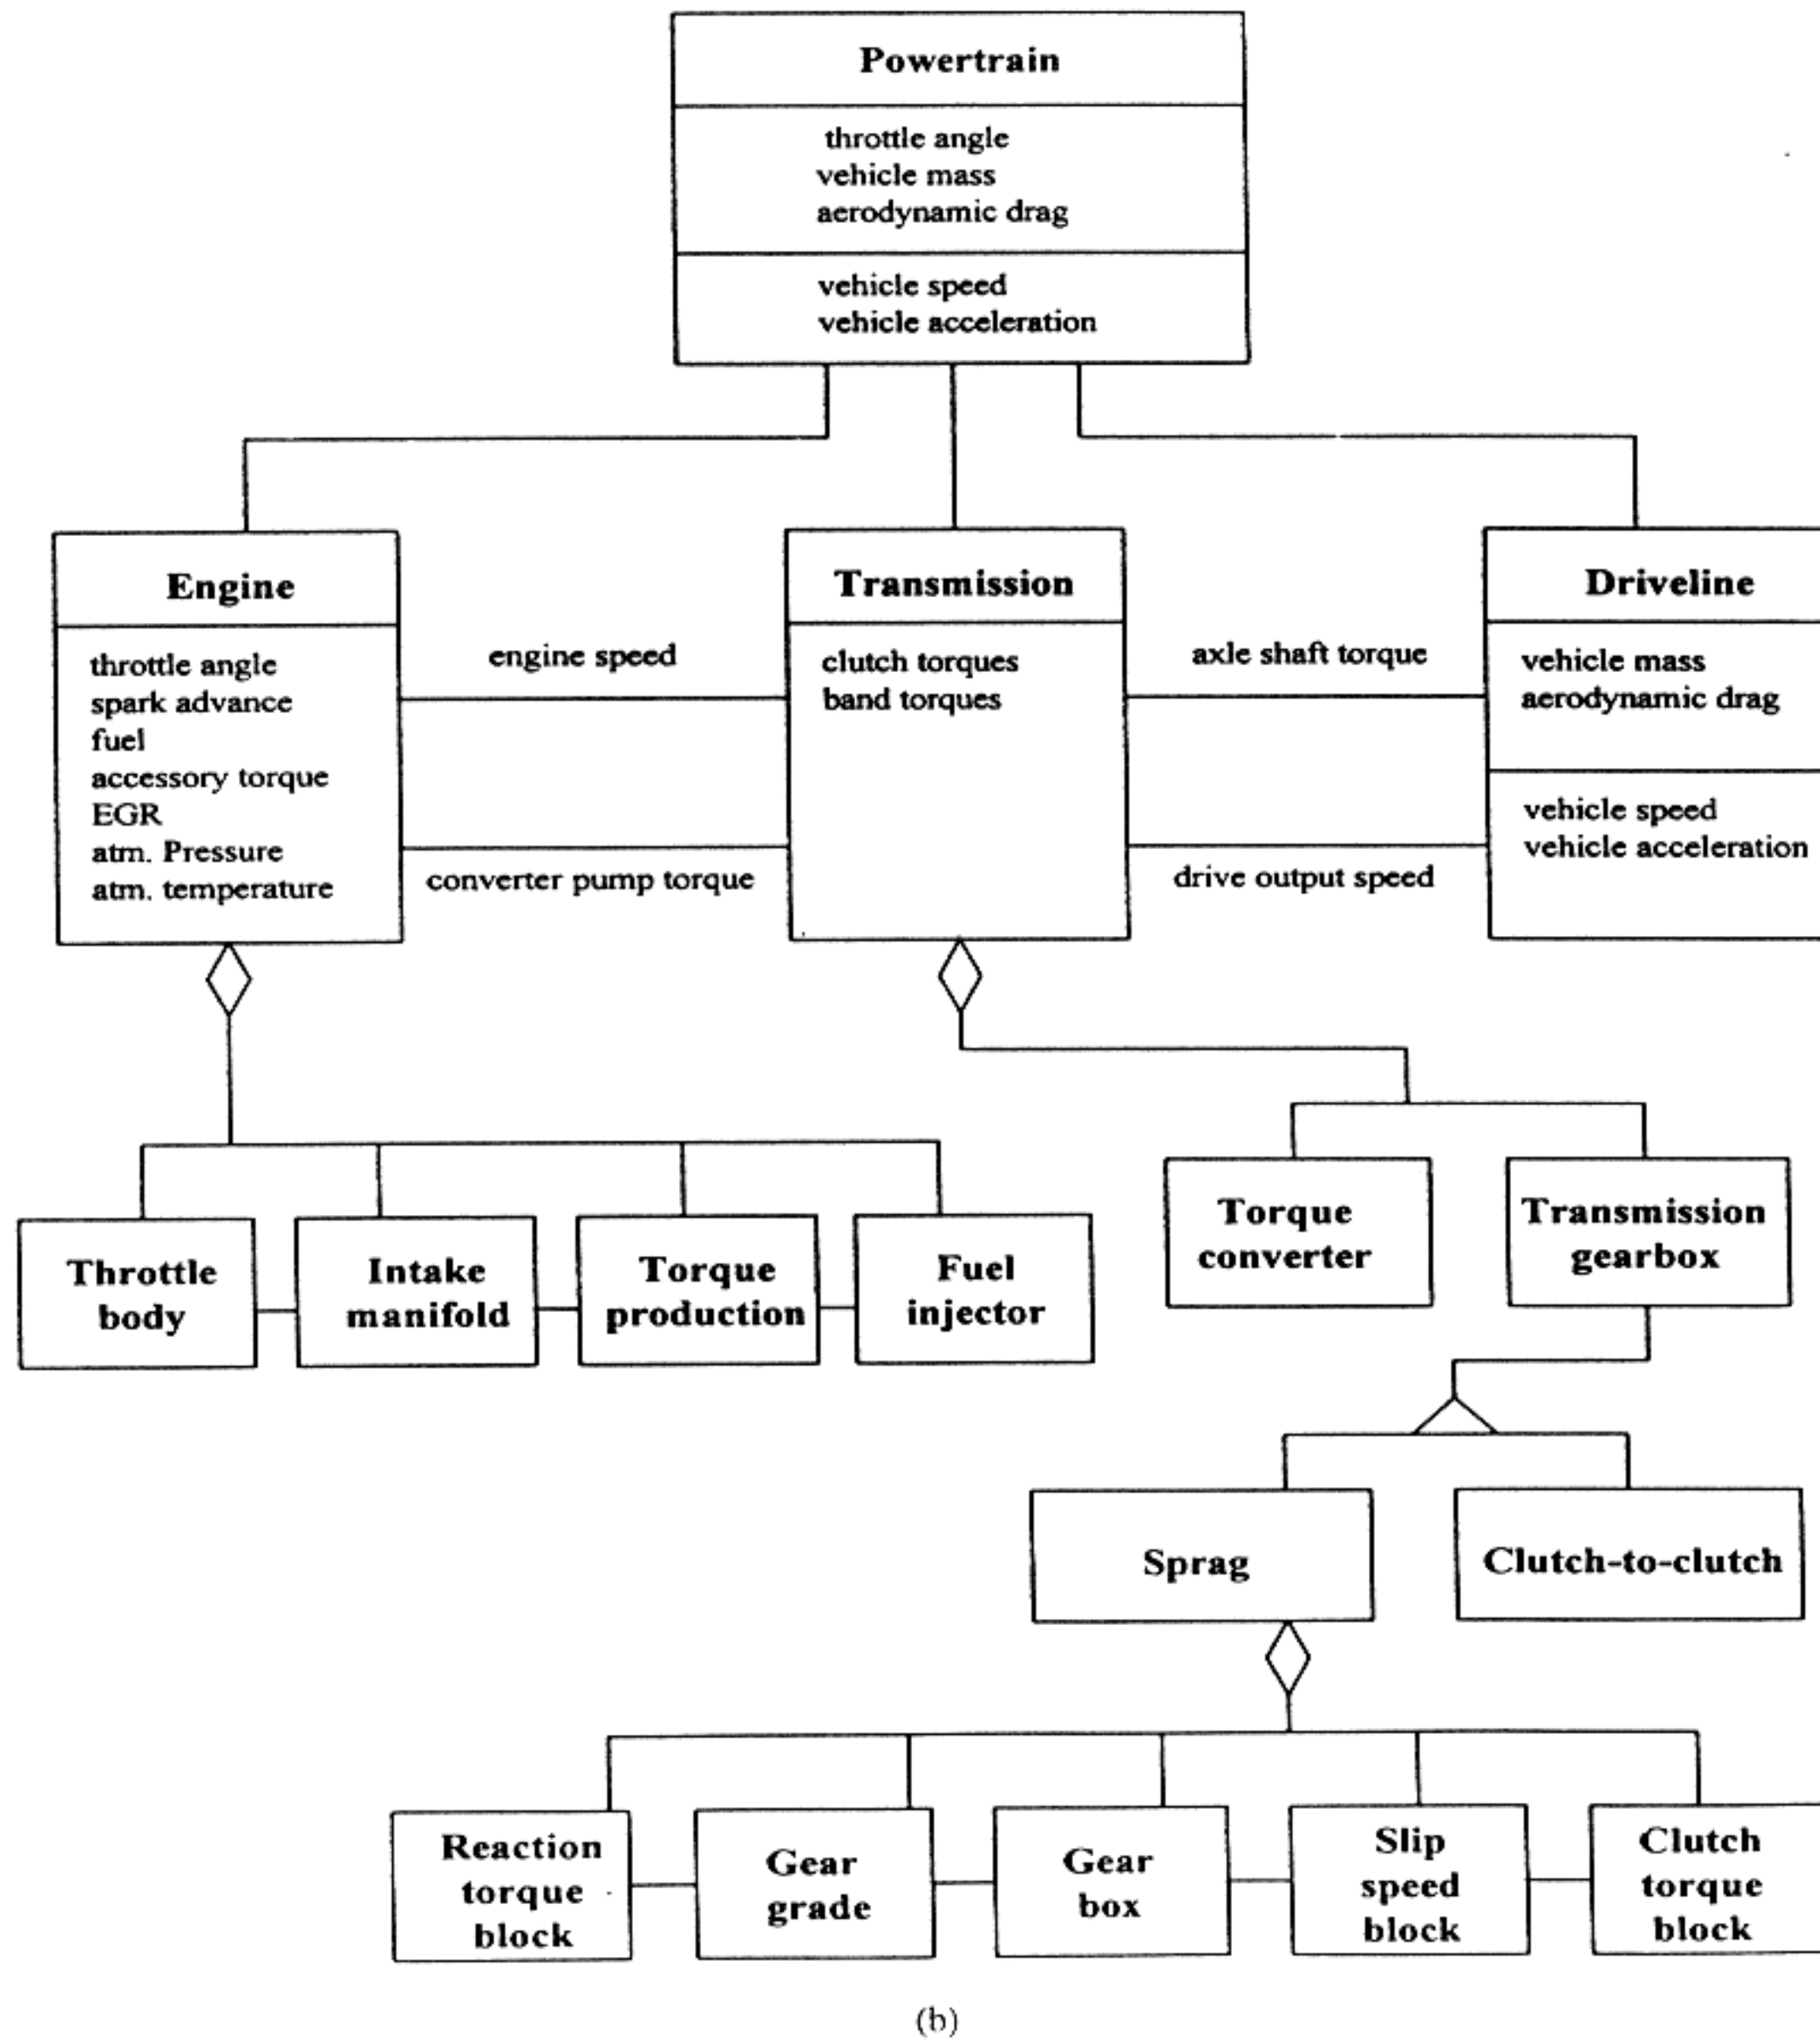 Powertrain
throttle angle
vehicle mass
aerodynamic drag
vehicle speed
vehicle acceleration
Engine
throttle angle
spark advance
fuel
accessory torque
EGR
atm. Pressure
atm. temperature
engine speed
converter pump torque
Transmission
clutch torques
band torques
axle shaft torque
drive output speed
Driveline
vehicle mass
aerodynamic drag
vehicle speed
vehicle acceleration
Throttle
body
Intake
manifold
Torque
production
Fuel
injector
Torque
converter
Transmission
gearbox
Sprag
Clutch-to-clutch
Reaction
torque
block
Gear
grade
Gear
box
Slip
speed
block
Clutch
torque
block
(b)